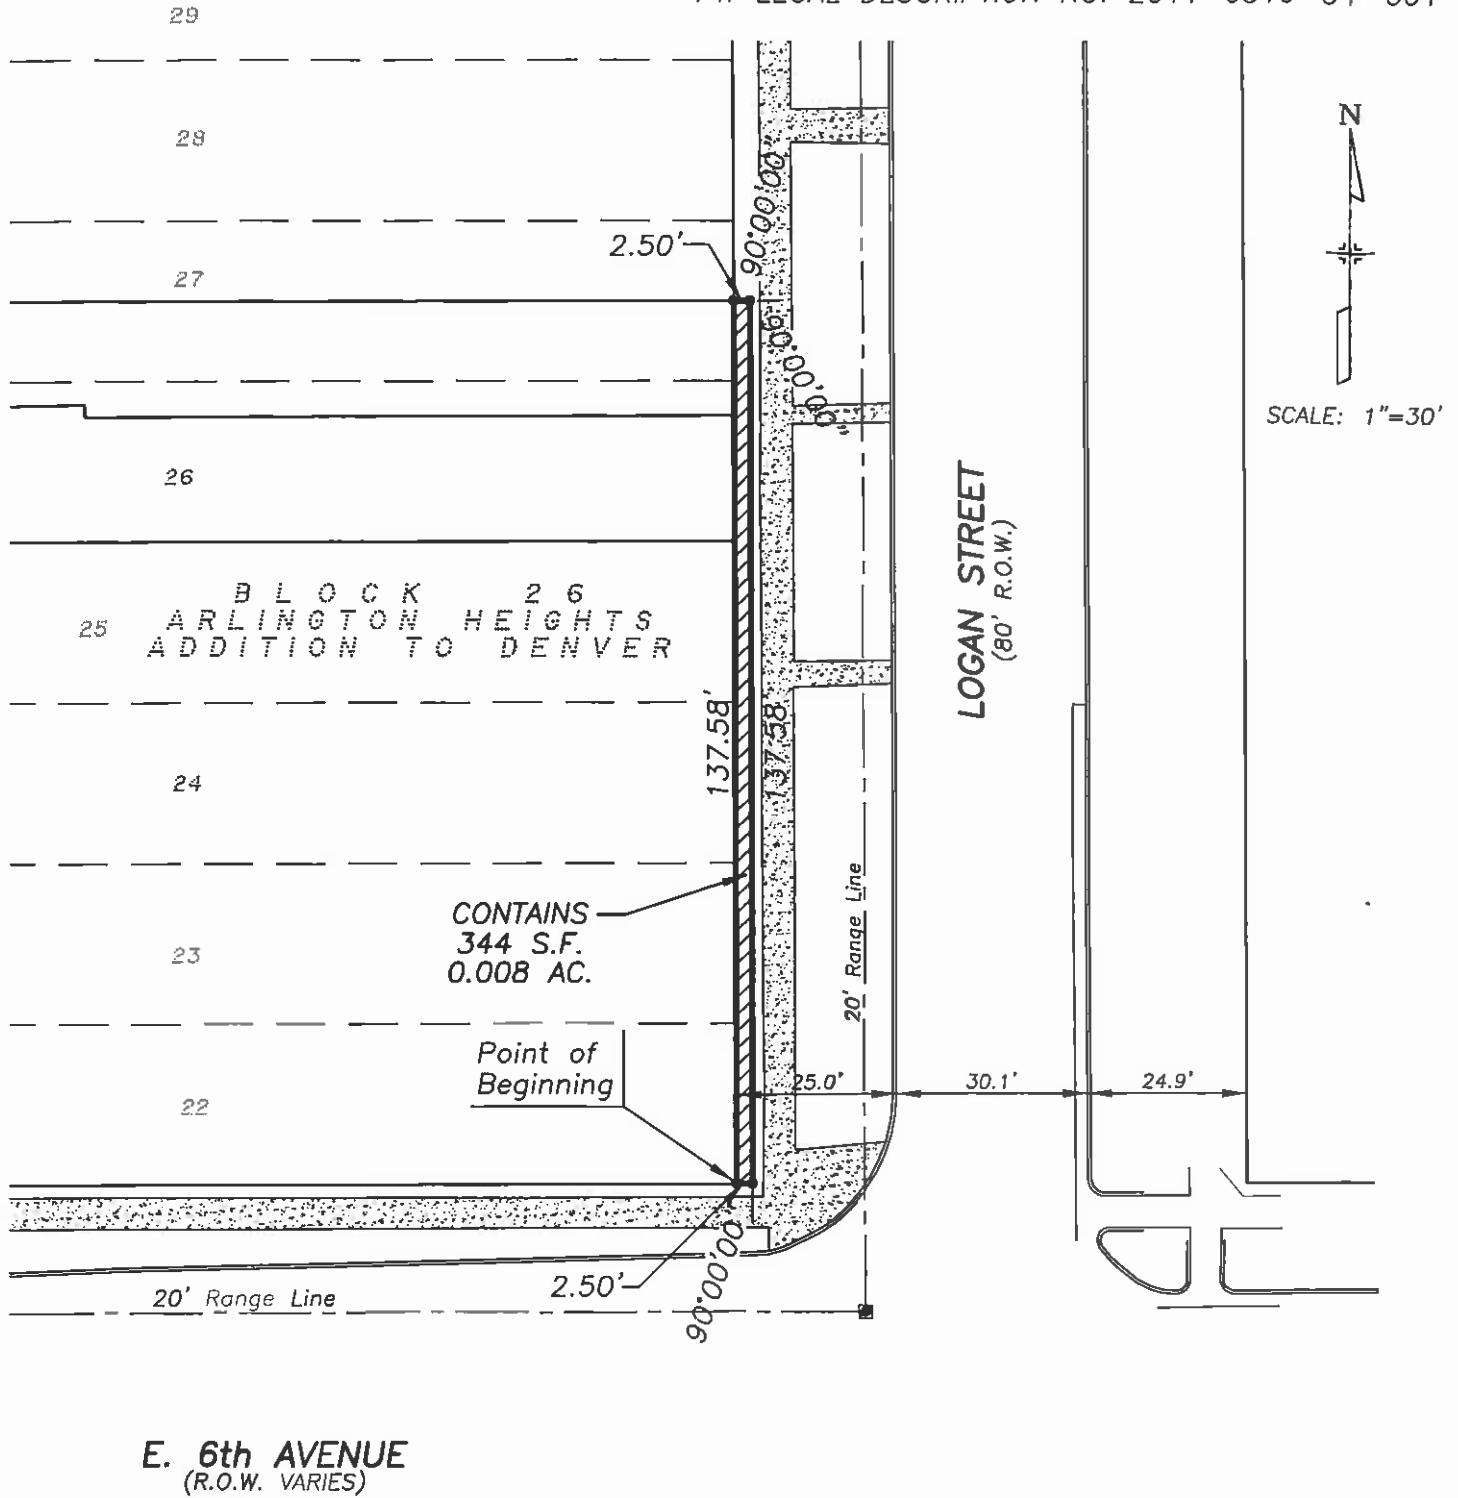 29
28
N
90°00'00"
2.50'
27
90°00'00"
SCALE: 1"=30'
26
LOGAN STREET
(80' R.O.W.)
BLOCK 26
25
ARLINGTON HEIGHTS
ADDITION TO DENVER
137.58'
137.58'
24
20' Range Line
CONTAINS
344 S.F.
0.008 AC.
23
Point of
Beginning
25.0'
30.1'
24.9'
22
90°00'00"
2.50'
20' Range Line
E. 6th AVENUE
(R.O.W. VARIES)